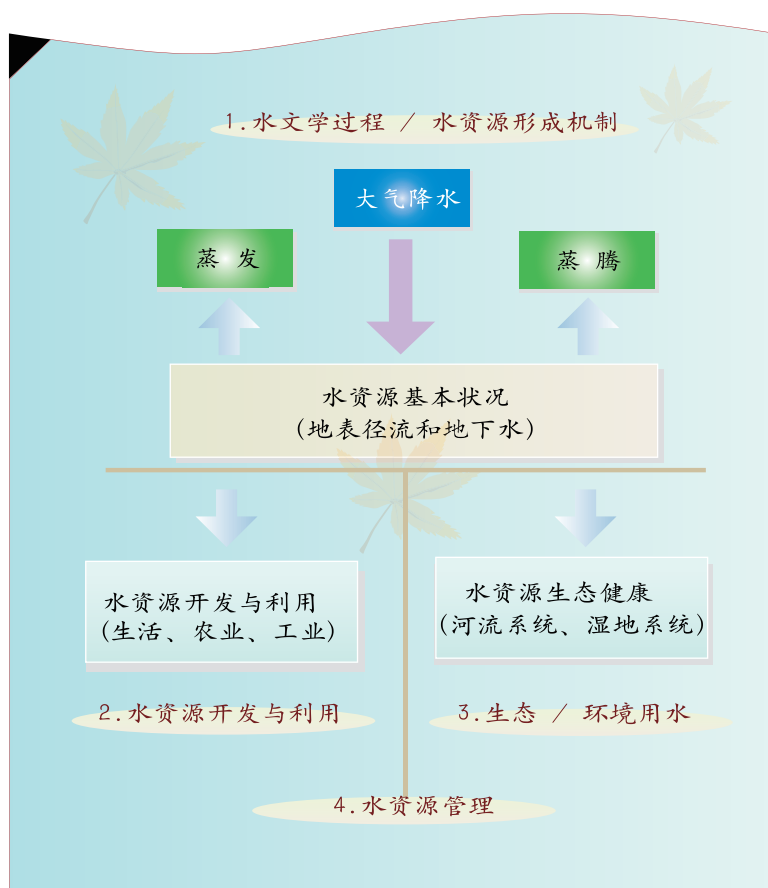 1.水文学过程 / 水资源形成机制
大气降水
蒸 发
蒸 腾
水资源基本状况
(地表径流和地下水)
水资源开发与利用
(生活、农业、工业)
水资源生态健康
(河流系统、湿地系统)
2.水资源开发与利用
3.生态 / 环境用水
4.水资源管理